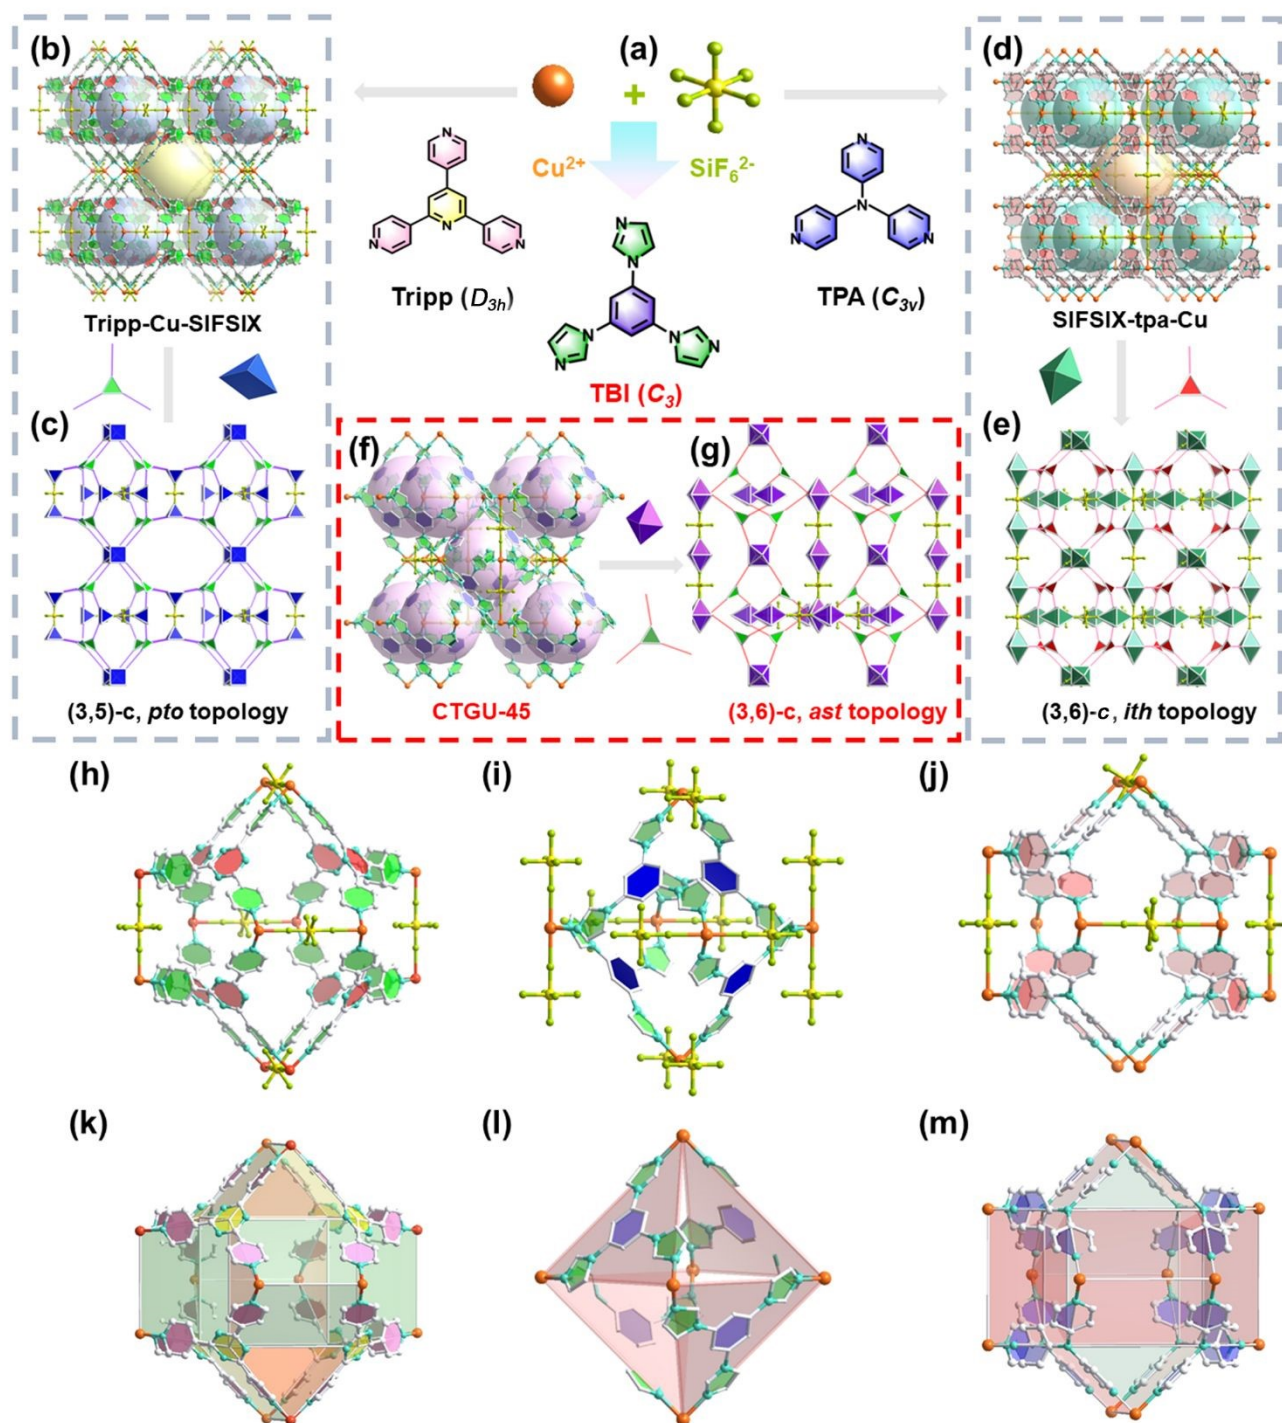 (b)
(a)
(d)
Cu2+
SiF62-
N
N
N
N
N
N
N
N
N
N
N
N
N
N
Tripp (D3h)
TPA (C3v)
Tripp-Cu-SIFSIX
SIFSIX-tpa-Cu
TBI (C3)
(c)
(f)
(g)
(e)
(3,5)-c, pto topology
CTGU-45
(3,6)-c, ast topology
(3,6)-c, ith topology
(h)
(i)
(j)
(k)
(l)
(m)